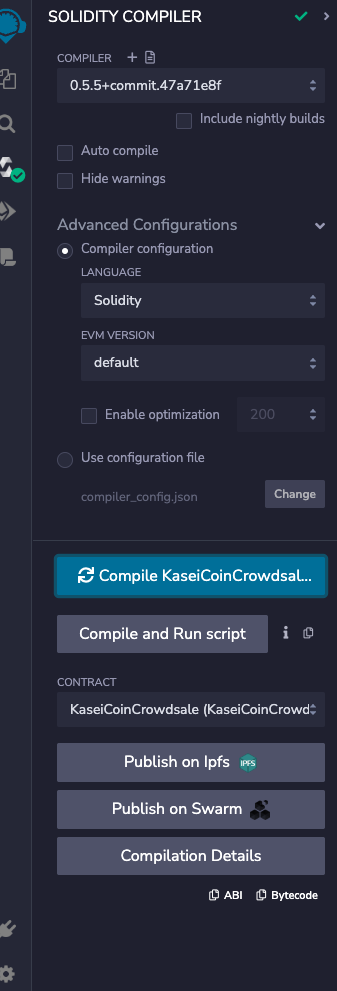 SOLIDITY COMPILER
COMPILER
0.5.5+commit.47a71e8f
Include nightly builds
Auto compile
Hide warnings
Advanced Configurations
Compiler configuration
LANGUAGE
Solidity
EVM VERSION
default
Enable optimization 200
Use configuration file
compiler_config.json Change
Compile KaseiCoinCrowdsal...
Compile and Run script
CONTRACT
KaseiCoinCrowdsale (KaseiCoinCrowd
Publish on Ipfs IPFS
Publish on Swarm
Compilation Details
ABI Bytecode